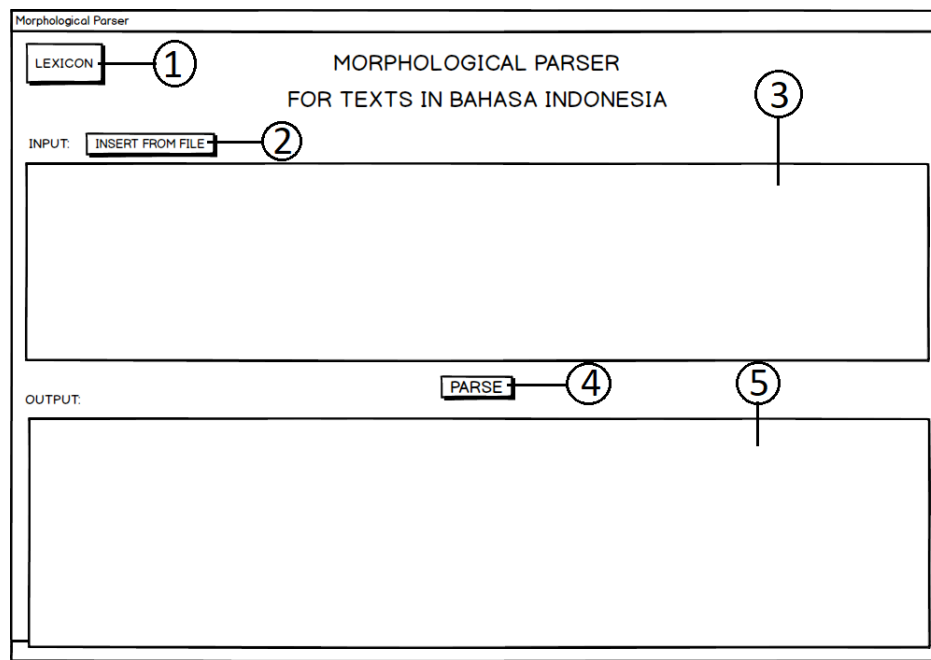 Morphological Parser
LEXICON
1
MORPHOLOGICAL PARSER
FOR TEXTS IN BAHASA INDONESIA
3
INPUT:
INSERT FROM FILE
2
PARSE
4
5
OUTPUT: